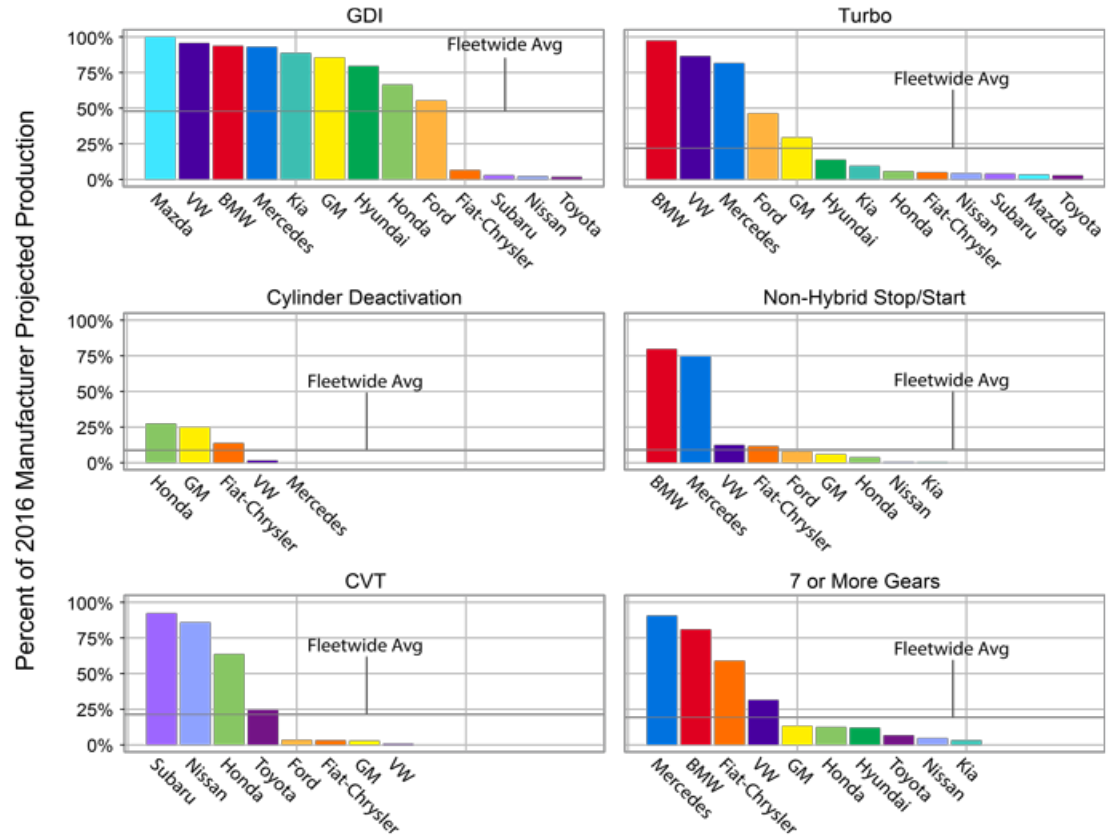 Percent of 2016 Manufacturer Projected Production
GDI
100%
75%
50%
25%
0%
Fleetwide Avg
Mazda
VW
BMW
Mercedes
Kia
GM
Hyundai
Honda
Ford
Fiat-Chrysler
Subaru
Nissan
Toyota
Turbo
Fleetwide Avg
BMW
VW
Mercedes
Ford
GM
Hyundai
Kia
Honda
Fiat-Chrysler
Nissan
Subaru
Mazda
Toyota
Cylinder Deactivation
100%
75%
50%
25%
0%
Fleetwide Avg
Honda
GM
Fiat-Chrysler
VW
Mercedes
Non-Hybrid Stop/Start
Fleetwide Avg
BMW
Mercedes
VW
Fiat-Chrysler
Ford
GM
Honda
Nissan
Kia
CVT
100%
75%
50%
25%
0%
Fleetwide Avg
Subaru
Nissan
Honda
Toyota
Ford
Fiat-Chrysler
GM
VW
7 or More Gears
Fleetwide Avg
Mercedes
BMW
Fiat-Chrysler
VW
GM
Honda
Hyundai
Toyota
Nissan
Kia